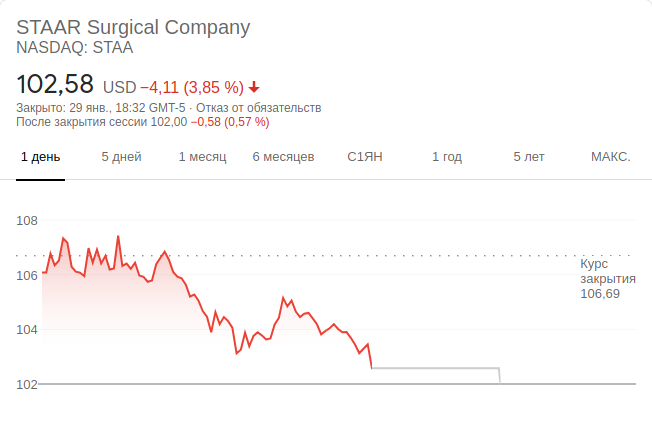 STAAR Surgical Company
NASDAQ: STAA
102,58 USD −4,11 (3,85 %)
Закрыто: 29 янв., 18:32 GMT-5 · Отказ от обязательств
После закрытия сессии 102,00 −0,58 (0,57 %)
1 день 5 дней 1 месяц 6 месяцев С1ЯН 1 год 5 лет МАКС.
108
106
104
102
Курс
закрытия
106,69